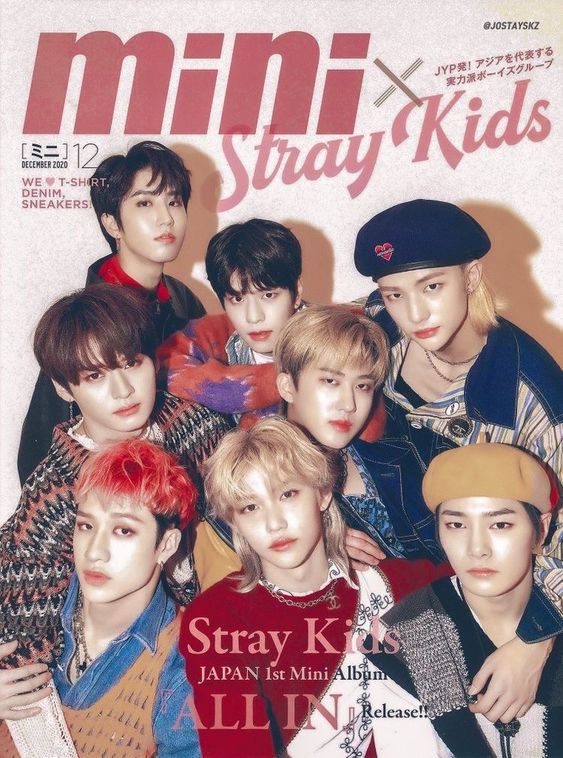 @JOSTAYSKZ
mini
×
Stray Kids
JYP発！アジアを代表する
実力派ボーイズグループ
[ミニ] 12
DECEMBER 2020
WE ♥ T-SHIRT,
DENIM,
SNEAKERS!
Stray Kids
JAPAN 1st Mini Album
『ALL IN』Release!!